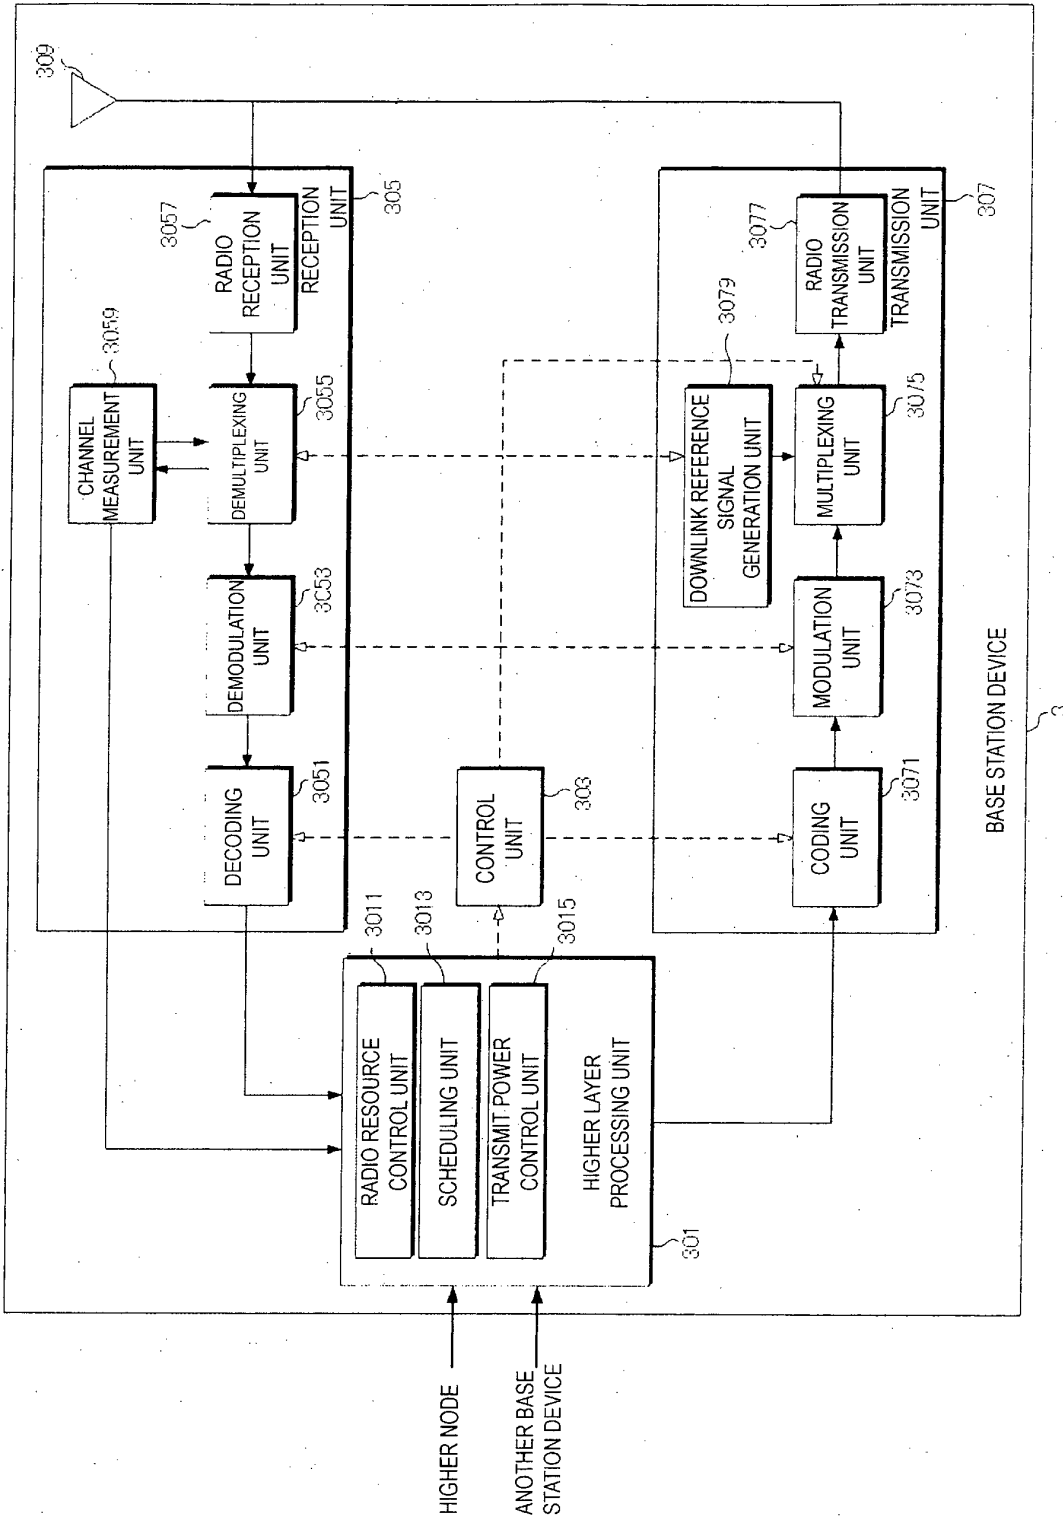 309
3057
RADIO
RECEPTION
UNIT
RECEPTION
UNIT
305
3059
CHANNEL
MEASUREMENT
UNIT
3055
DEMULTIPLEXING
UNIT
3053
DEMODULATION
UNIT
3051
DECODING
UNIT
303
CONTROL
UNIT
3011
RADIO RESOURCE
CONTROL UNIT
3013
SCHEDULING UNIT
3015
TRANSMIT POWER
CONTROL UNIT
HIGHER LAYER
PROCESSING UNIT
301
HIGHER NODE
ANOTHER BASE
STATION DEVICE
3077
RADIO
TRANSMISSION
UNIT
TRANSMISSION
UNIT
307
3079
DOWNLINK REFERENCE
SIGNAL
GENERATION UNIT
3075
MULTIPLEXING
UNIT
3073
MODULATION
UNIT
3071
CODING
UNIT
BASE STATION DEVICE
3